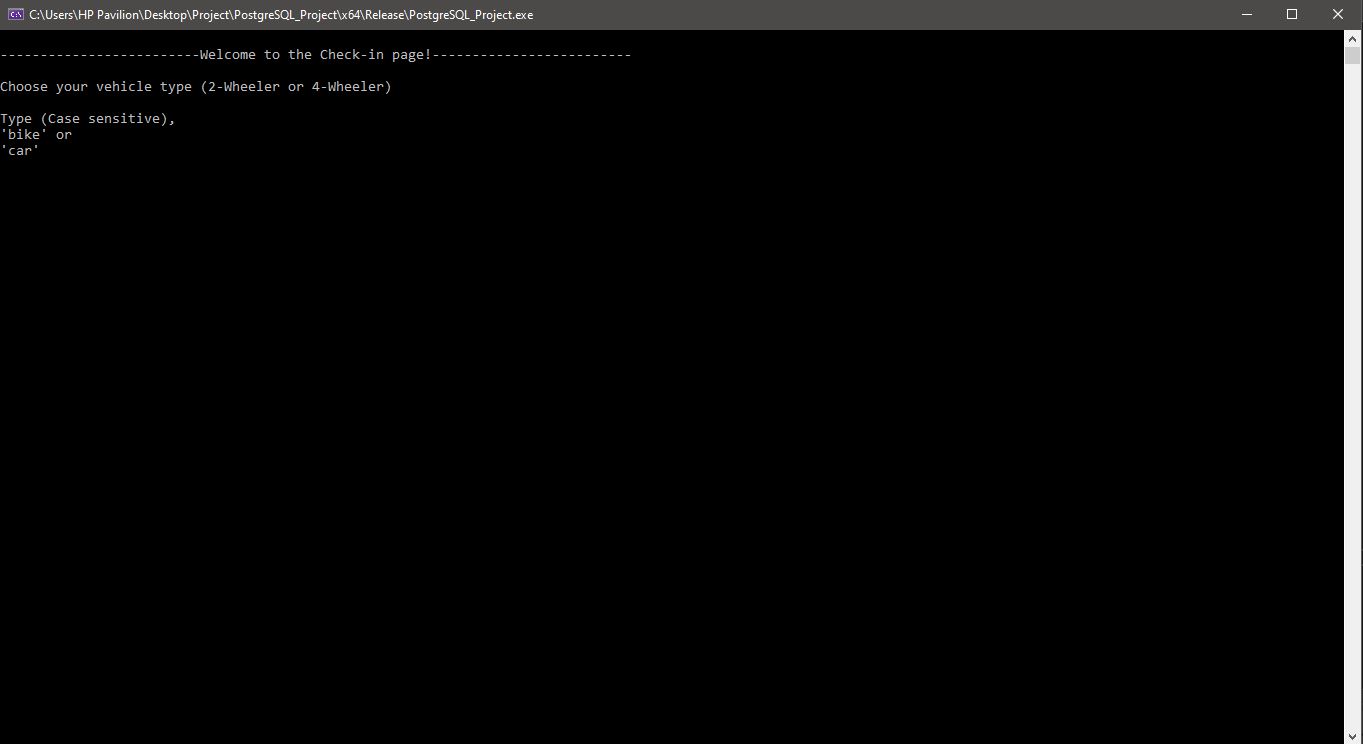 C:\Users\HP Pavilion\Desktop\Project\PostgreSQL_Project\x64\Release\PostgreSQL_Project.exe
-------------------------Welcome to the Check-in page!-------------------------
Choose your vehicle type (2-Wheeler or 4-Wheeler)
Type (Case sensitive),
'bike' or
'car'